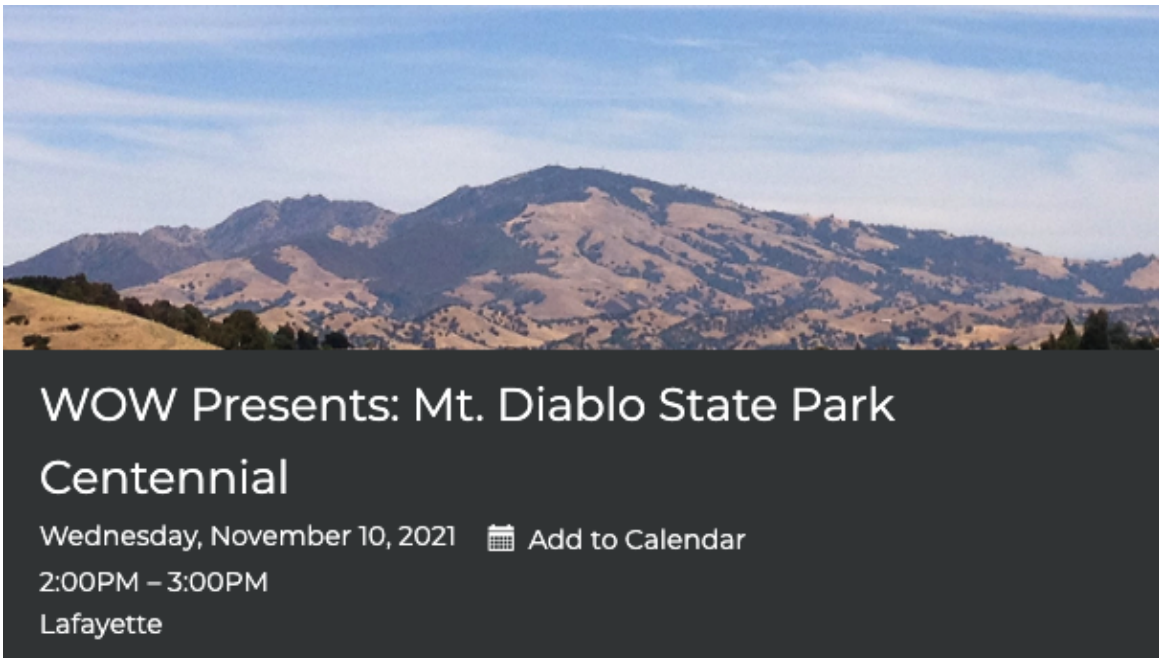 WOW Presents: Mt. Diablo State Park
Centennial
Wednesday, November 10, 2021 Add to Calendar
2:00PM – 3:00PM
Lafayette